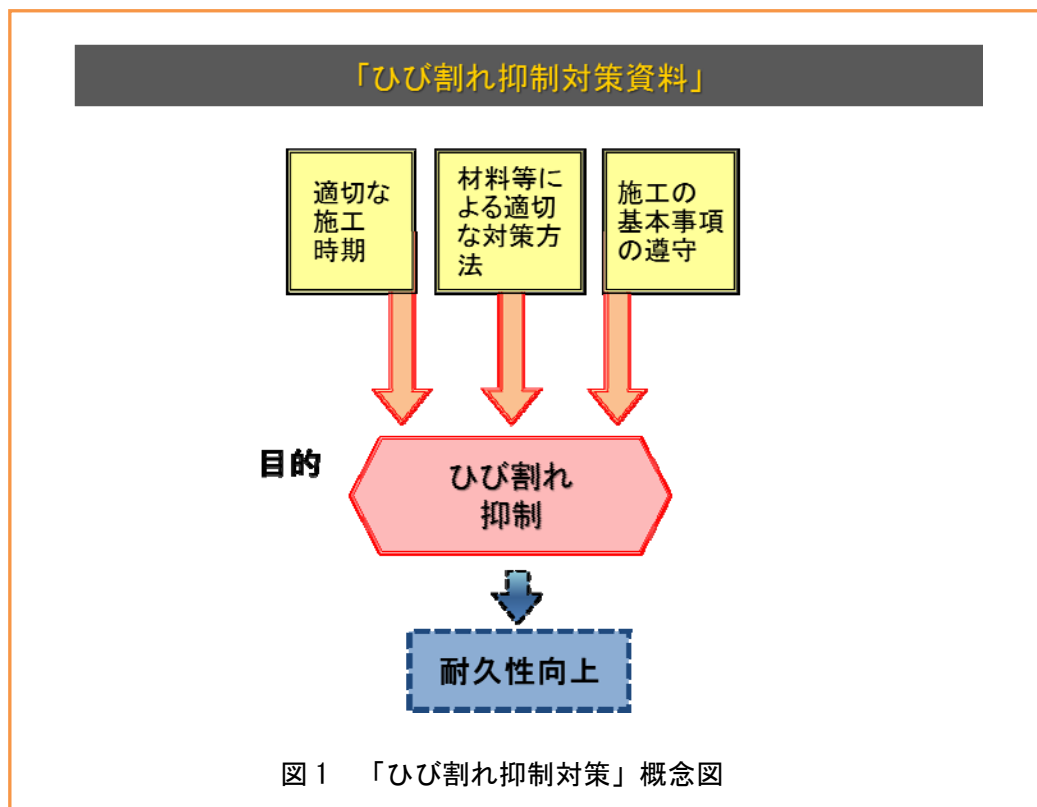 「ひび割れ抑制対策資料」
適切な
施工
時期
材料等に
よる適切
な対策方
法
施工の
基本事項
の遵守
目的
ひび割れ
抑制
耐久性向上
図1 「ひび割れ抑制対策」概念図